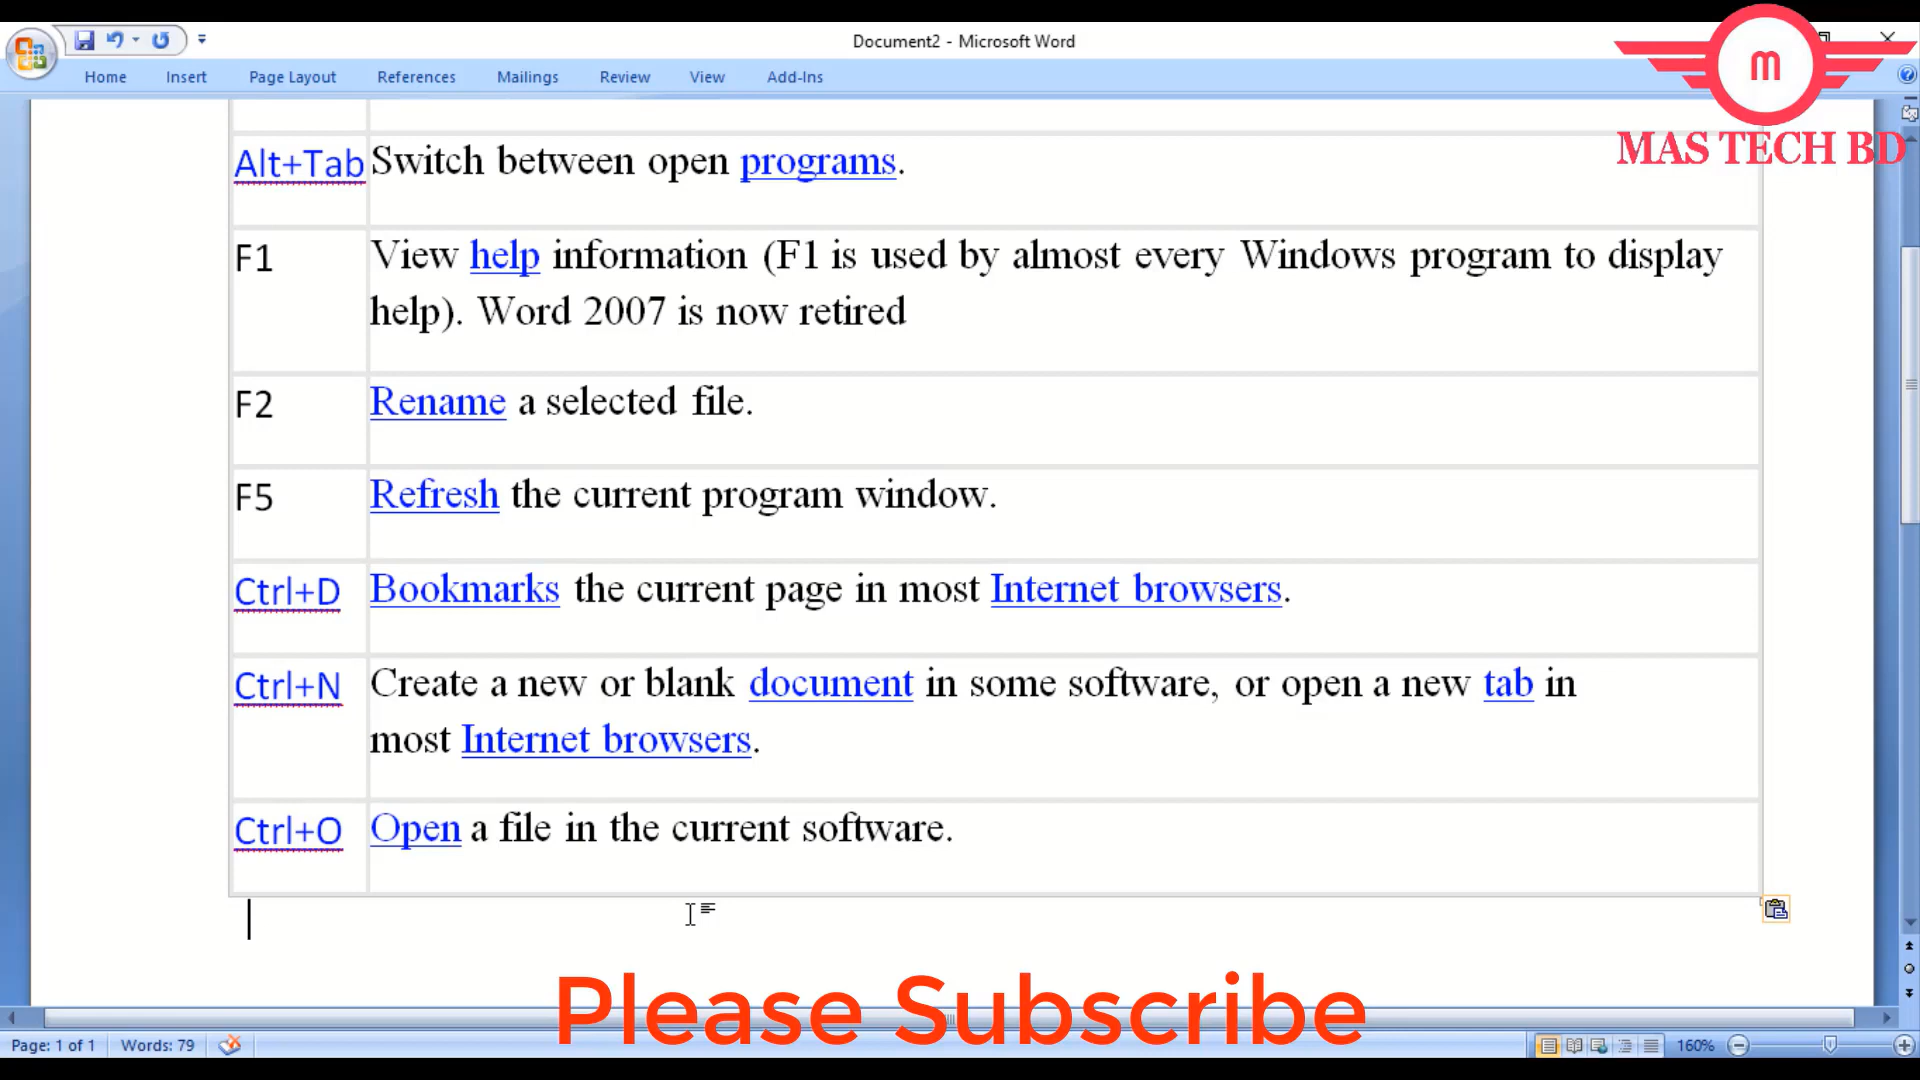 Document2 - Microsoft Word
Home Insert Page Layout References Mailings Review View Add-Ins
m
MAS TECH BD
Alt+Tab Switch between open programs.
F1 View help information (F1 is used by almost every Windows program to display
help). Word 2007 is now retired
F2 Rename a selected file.
F5 Refresh the current program window.
Ctrl+D Bookmarks the current page in most Internet browsers.
Ctrl+N Create a new or blank document in some software, or open a new tab in
most Internet browsers.
Ctrl+O Open a file in the current software.
Please Subscribe
Page: 1 of 1 Words: 79 160%